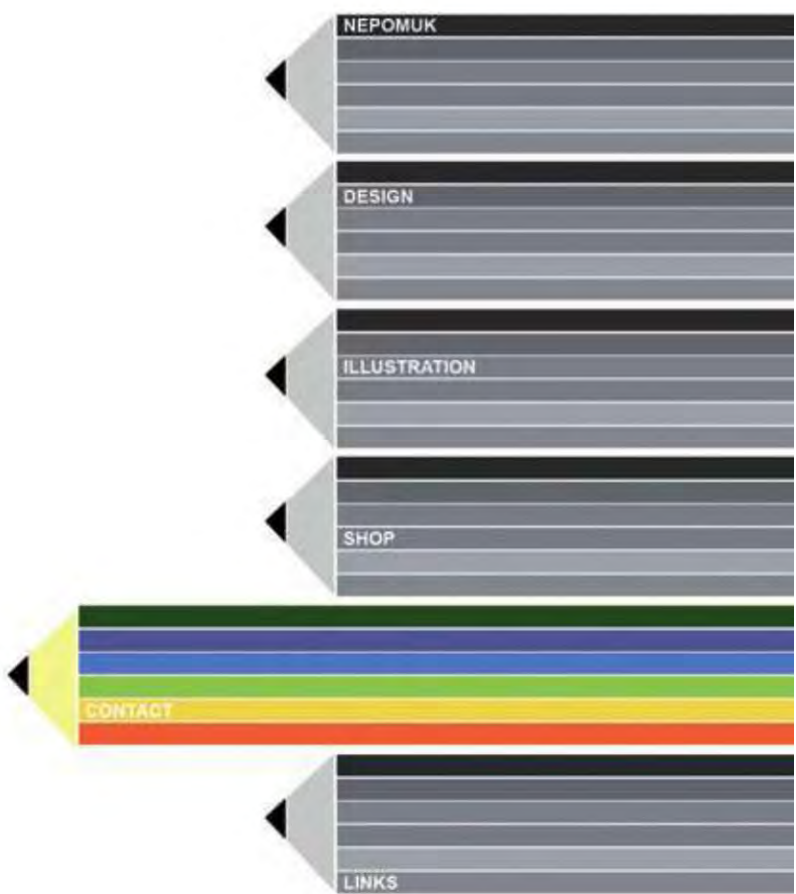 NEPOMUK
DESIGN
ILLUSTRATION
SHOP
CONTACT
LINKS